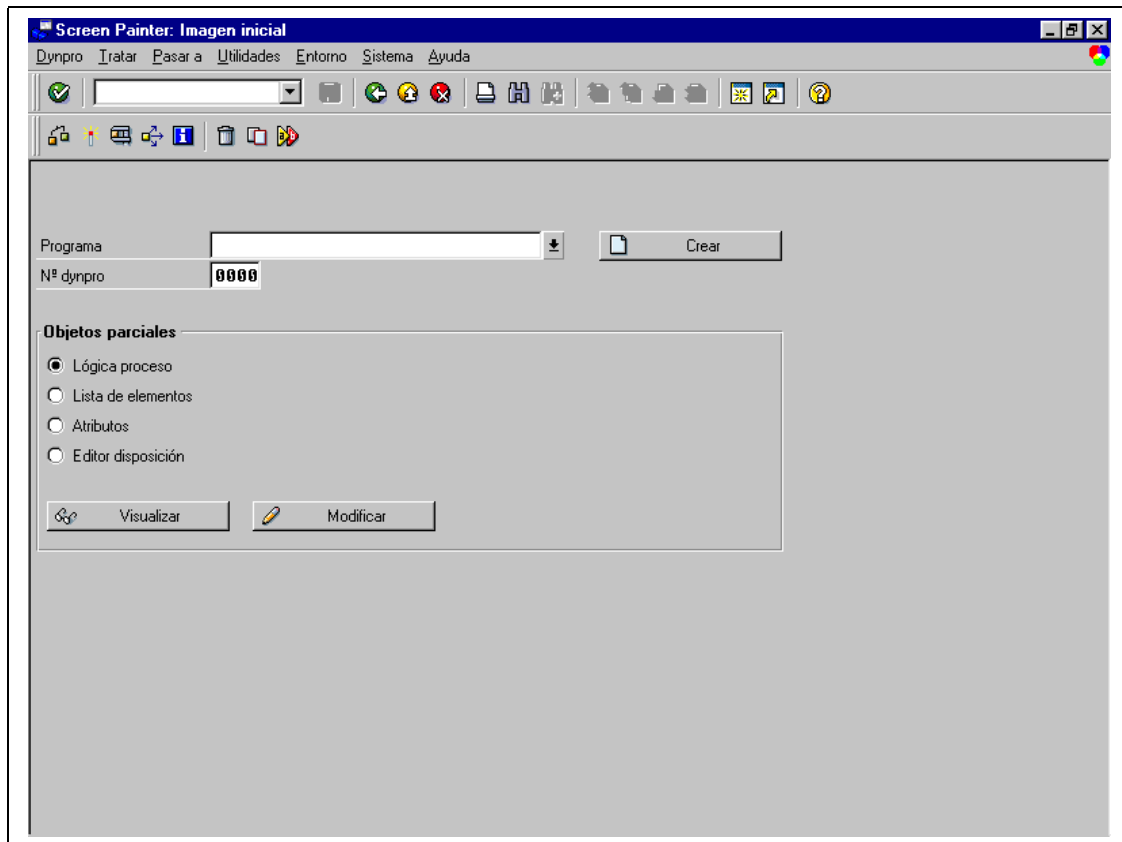 Screen Painter: Imagen inicial
Dynpro Tratar Pasar a Utilidades Entorno Sistema Ayuda
Programa
Crear
Nº dynpro
0000
Objetos parciales
Lógica proceso
Lista de elementos
Atributos
Editor disposición
Visualizar
Modificar